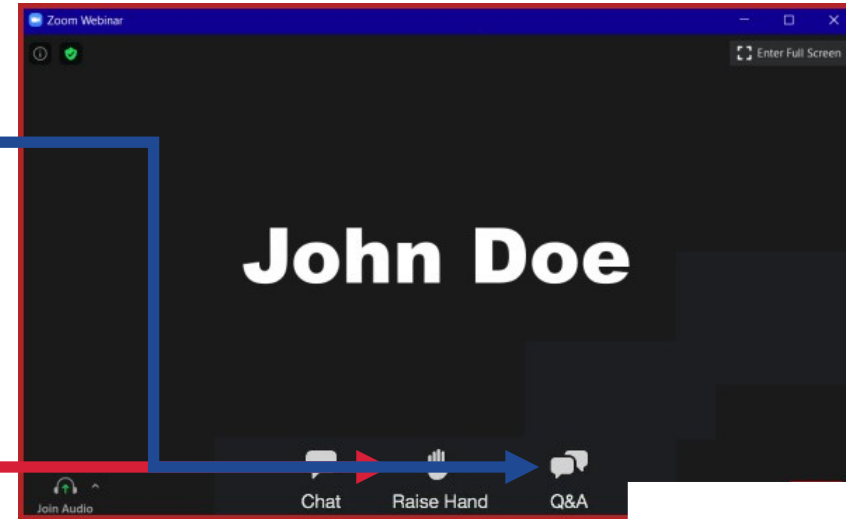 Zoom Webinar
Enter Full Screen
John Doe
Join Audio
Chat
Raise Hand
Q&A